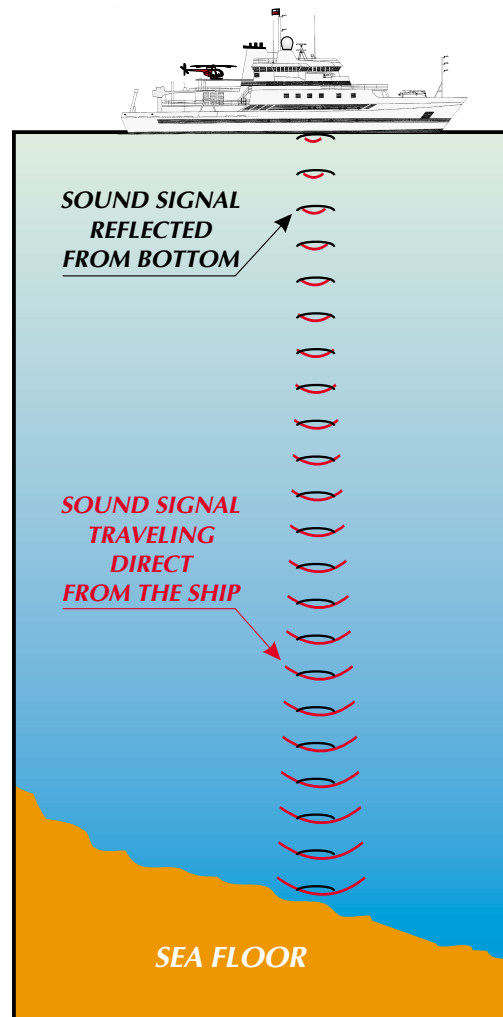 SOUND SIGNAL
REFLECTED
FROM BOTTOM
SOUND SIGNAL
TRAVELING
DIRECT
FROM THE SHIP
SEA FLOOR